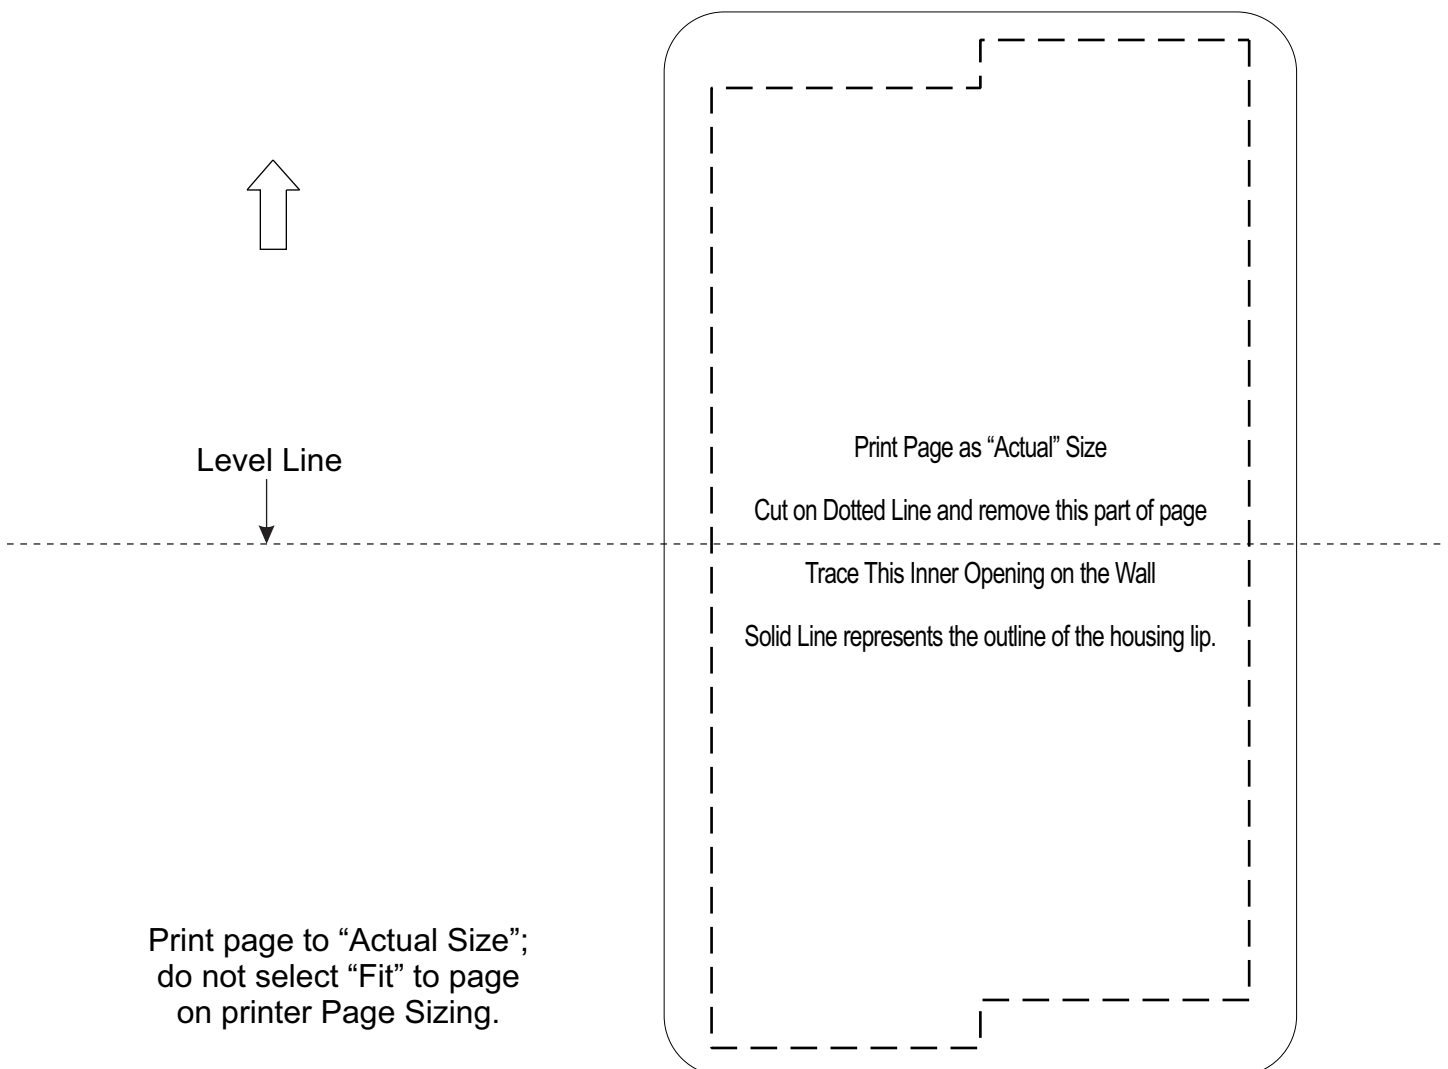 Level Line
Print Page as “Actual” Size
Cut on Dotted Line and remove this part of page
Trace This Inner Opening on the Wall
Solid Line represents the outline of the housing lip.
Print page to “Actual Size”;
do not select “Fit” to page
on printer Page Sizing.